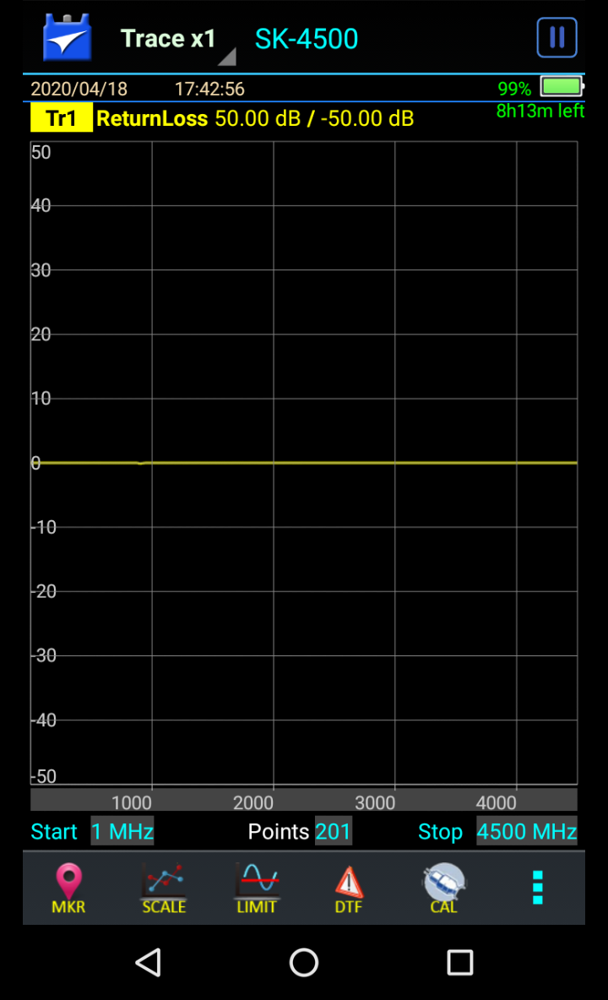 Trace x1 SK-4500
2020/04/18 17:42:56 99%
8h13m left
Tr1 ReturnLoss 50.00 dB / -50.00 dB
50
40
30
20
10
0
-10
-20
-30
-40
-50
1000 2000 3000 4000
Start 1 MHz Points 201 Stop 4500 MHz
MKR SCALE LIMIT DTF CAL